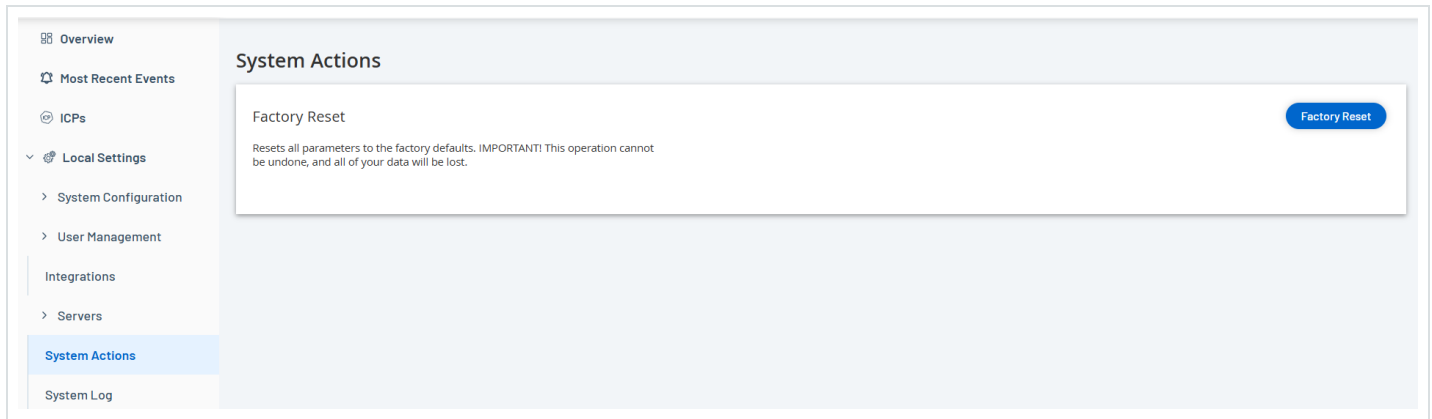 Overview
Most Recent Events
ICPs
Local Settings
System Configuration
User Management
Integrations
Servers
System Actions
System Log
System Actions
Factory Reset
Factory Reset
Resets all parameters to the factory defaults. IMPORTANT! This operation cannot
be undone, and all of your data will be lost.